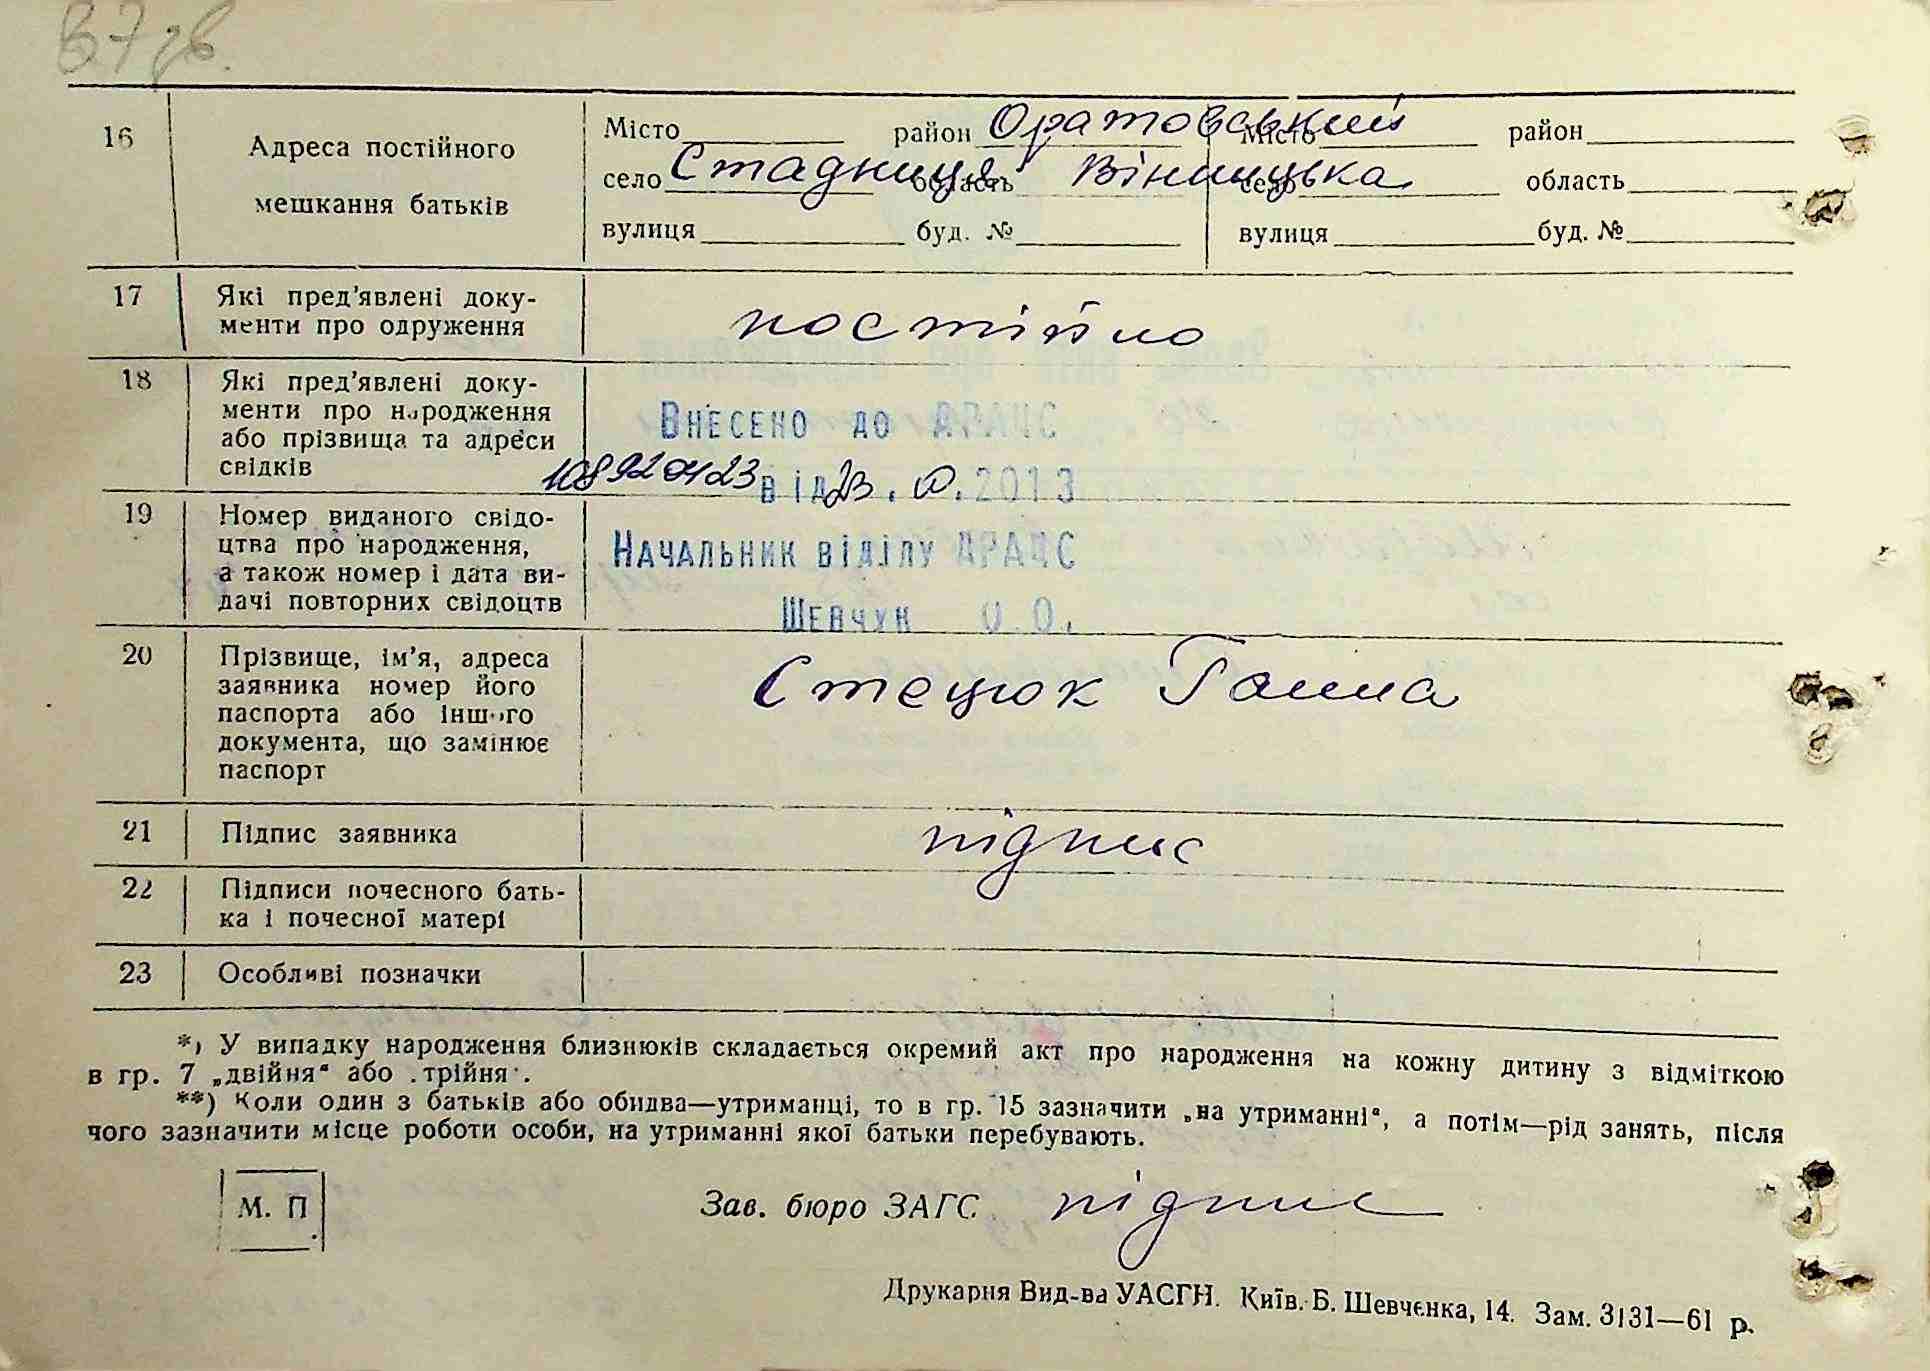 16 Адреса постійного мешкання батьків
Місто район Оратовський Місто район
село Стадниця область Вінницька село область
вулиця буд. № вулиця буд. №
17 Які пред'явлені доку-
менти про одруження
постійно
18 Які пред'явлені доку-
менти про народження
або прізвища та адреси
свідків
Внесено до ДРАЦС
від 23. .2013
19 Номер виданого свідо-
цтва про народження,
а також номер і дата ви-
дачі повторних свідоцтв
Начальник віділу ДРАЦС
Шевчук О.О.
20 Прізвище, ім'я, адреса
заявника номер його
паспорта або іншого
документа, що замінює
паспорт
Стецюк Ганна
21 Підпис заявника підпис
22 Підписи почесного бать-
ка і почесної матері
23 Особливі позначки
*) У випадку народження близнюків складається окремий акт про народження на кожну дитину з відміткою
в гр. 7 „двійня“ або „трійня“.
**) Коли один з батьків або обидва—утриманці, то в гр. 15 зазначити „на утриманні“, а потім—рід занять, після
чого зазначити місце роботи особи, на утриманні якої батьки перебувають.
М. П.
Зав. бюро ЗАГС підпис
Друкарня Вид-ва УАСГН. Київ. Б. Шевченка, 14. Зам. 3131—61 р.